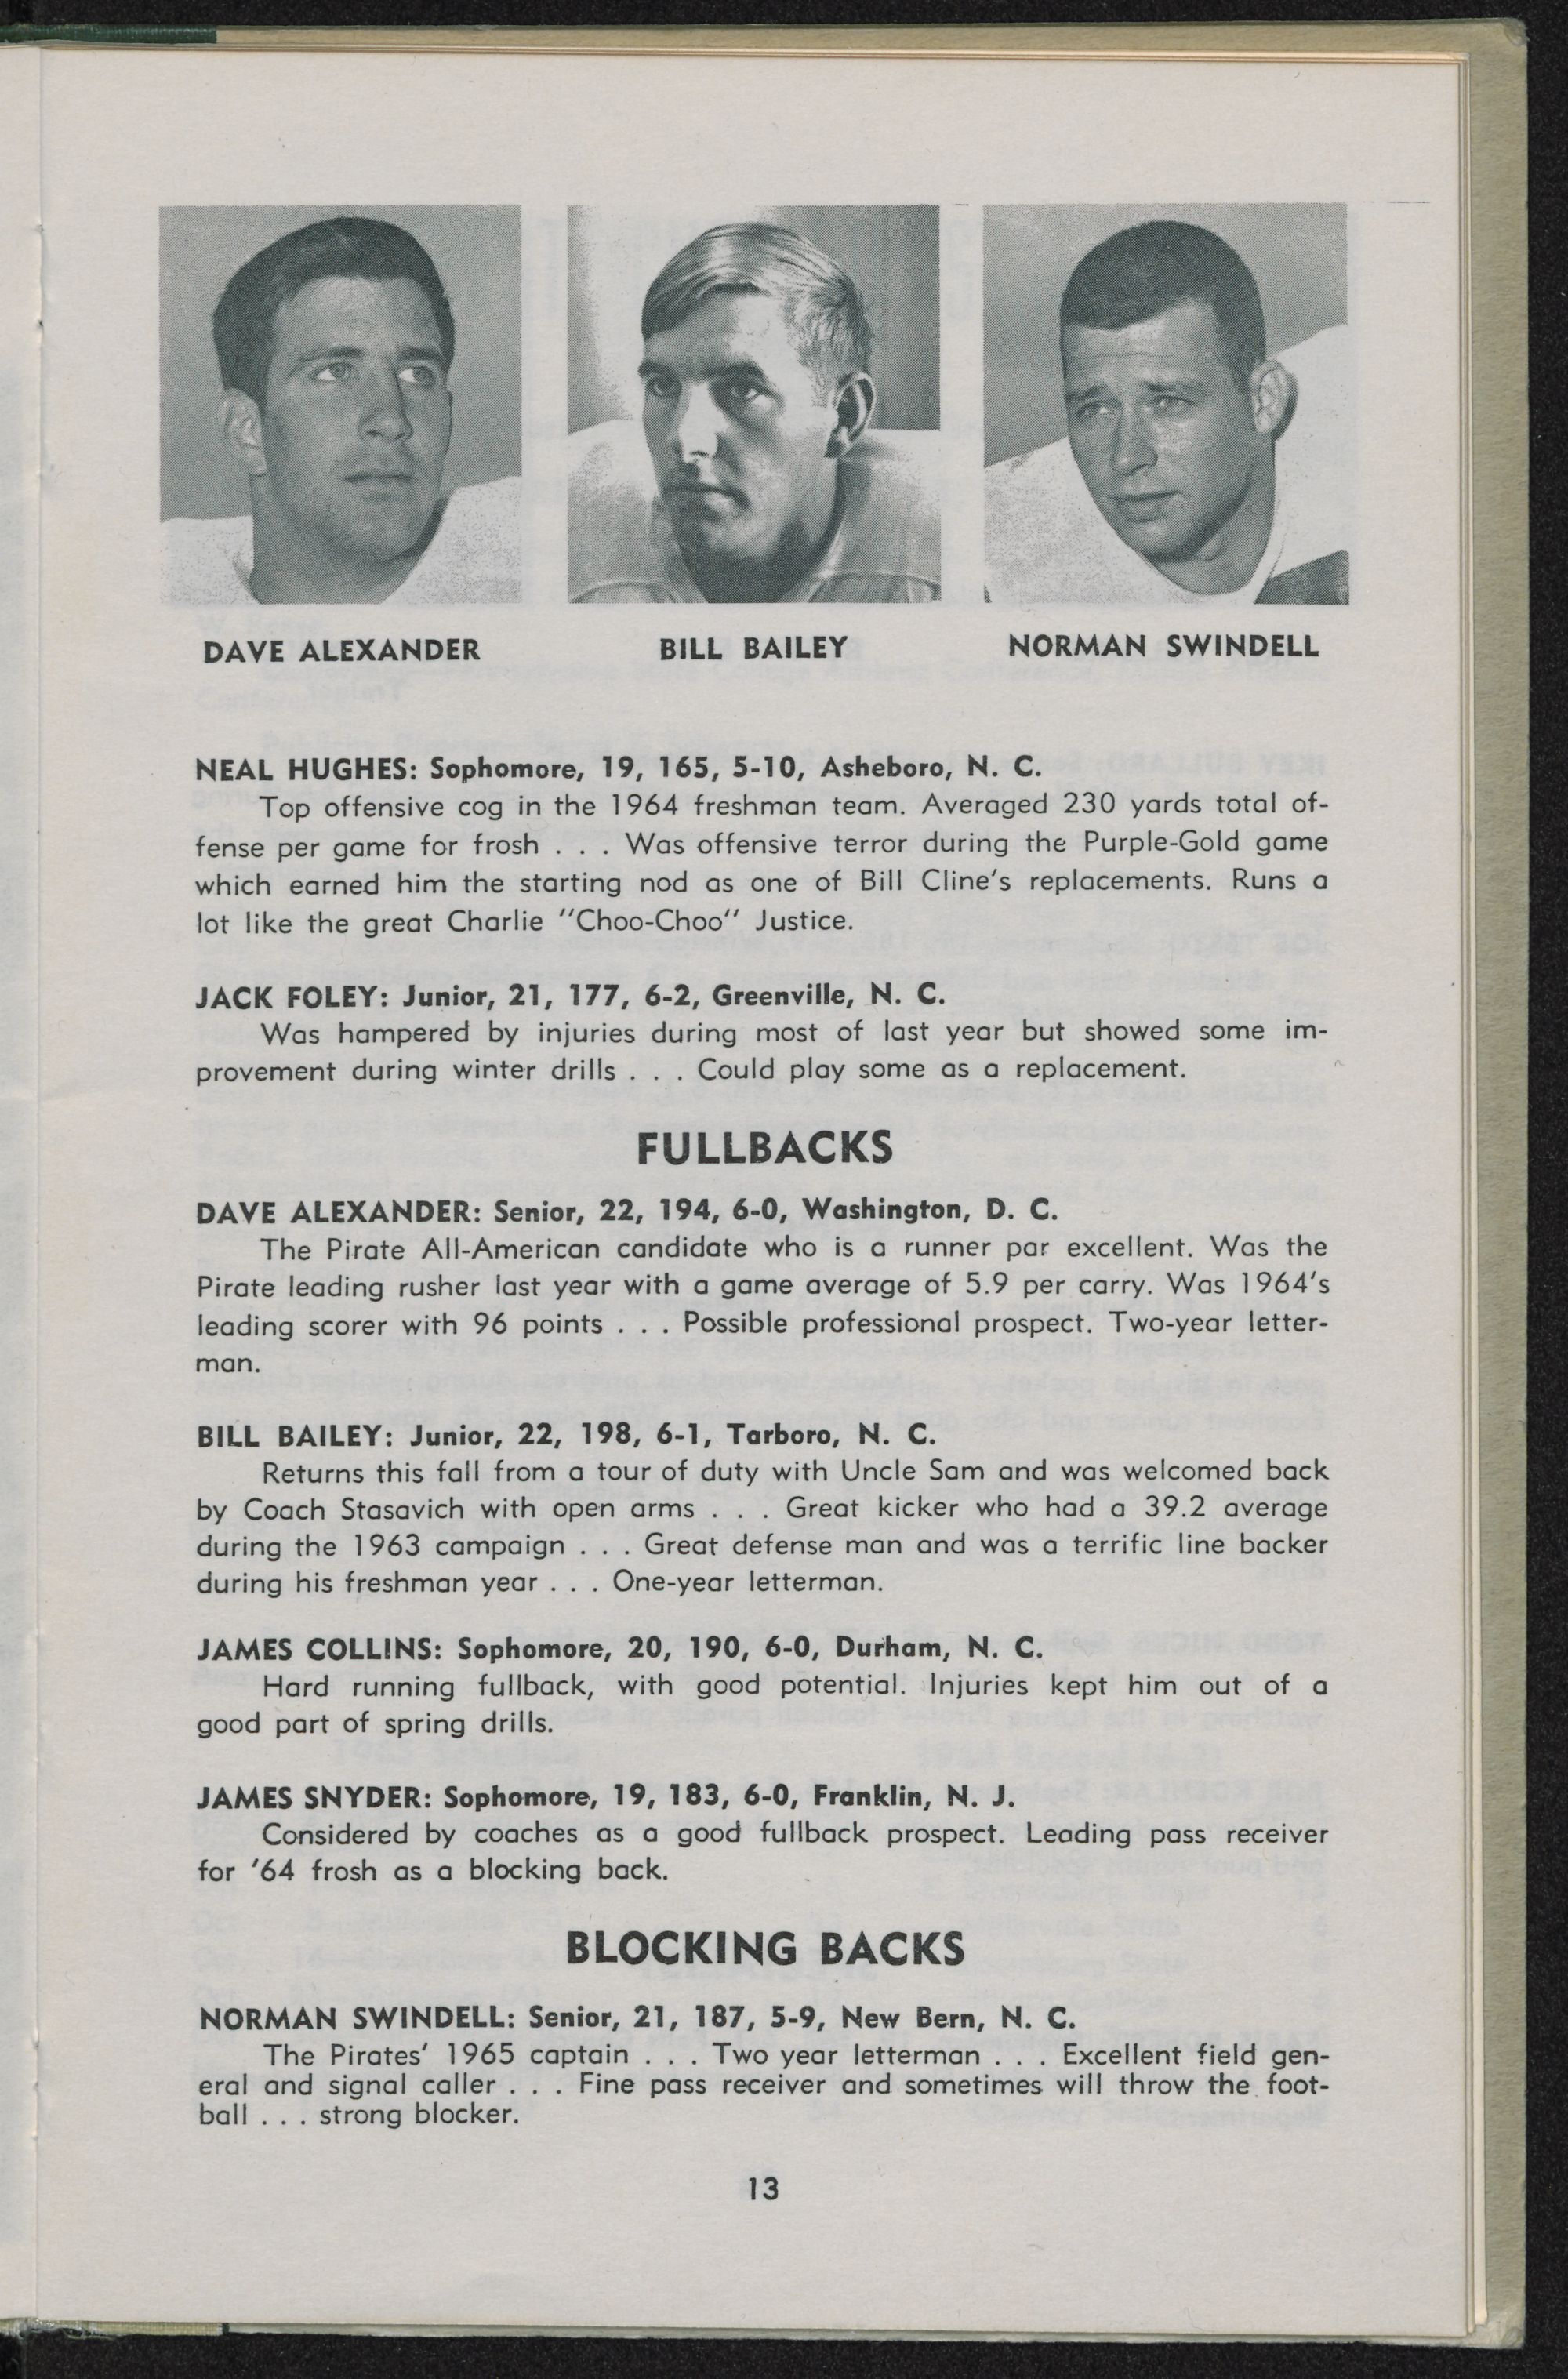 DAVE ALEXANDER
BILL BAILEY
NORMAN SWINDELL
NEAL HUGHES: Sophomore, 19, 165, 5-10, Asheboro, N. C.
Top offensive cog in the 1964 freshman team. Averaged 230 yards total of-
fense per game for frosh . . . Was offensive terror during the Purple-Gold game
which earned him the starting nod as one of Bill Cline's replacements. Runs a
lot like the great Charlie "Choo-Choo" Justice.
JACK FOLEY: Junior, 21, 177, 6-2, Greenville, N. C.
Was hampered by injuries during most of last year but showed some im-
provement during winter drills . . . Could play some as a replacement.
FULLBACKS
DAVE ALEXANDER: Senior, 22, 194, 6-0, Washington, D. C.
The Pirate All-American candidate who is a runner par excellent. Was the
Pirate leading rusher last year with a game average of 5.9 per carry. Was 1964's
leading scorer with 96 points . . . Possible professional prospect. Two-year letter-
man.
BILL BAILEY: Junior, 22, 198, 6-1, Tarboro, N. C.
Returns this fall from a tour of duty with Uncle Sam and was welcomed back
by Coach Stasavich with open arms . . . Great kicker who had a 39.2 average
during the 1963 campaign . . . Great defense man and was a terrific line backer
during his freshman year . . . One-year letterman.
JAMES COLLINS: Sophomore, 20, 190, 6-0, Durham, N. C.
Hard running fullback, with good potential. Injuries kept him out of a
good part of spring drills.
JAMES SNYDER: Sophomore, 19, 183, 6-0, Franklin, N. J.
Considered by coaches as a good fullback prospect. Leading pass receiver
for '64 frosh as a blocking back.
BLOCKING BACKS
NORMAN SWINDELL: Senior, 21, 187, 5-9, New Bern, N. C.
The Pirates' 1965 captain . . . Two year letterman . . . Excellent field gen-
eral and signal caller . . . Fine pass receiver and sometimes will throw the foot-
ball . . . strong blocker.
13